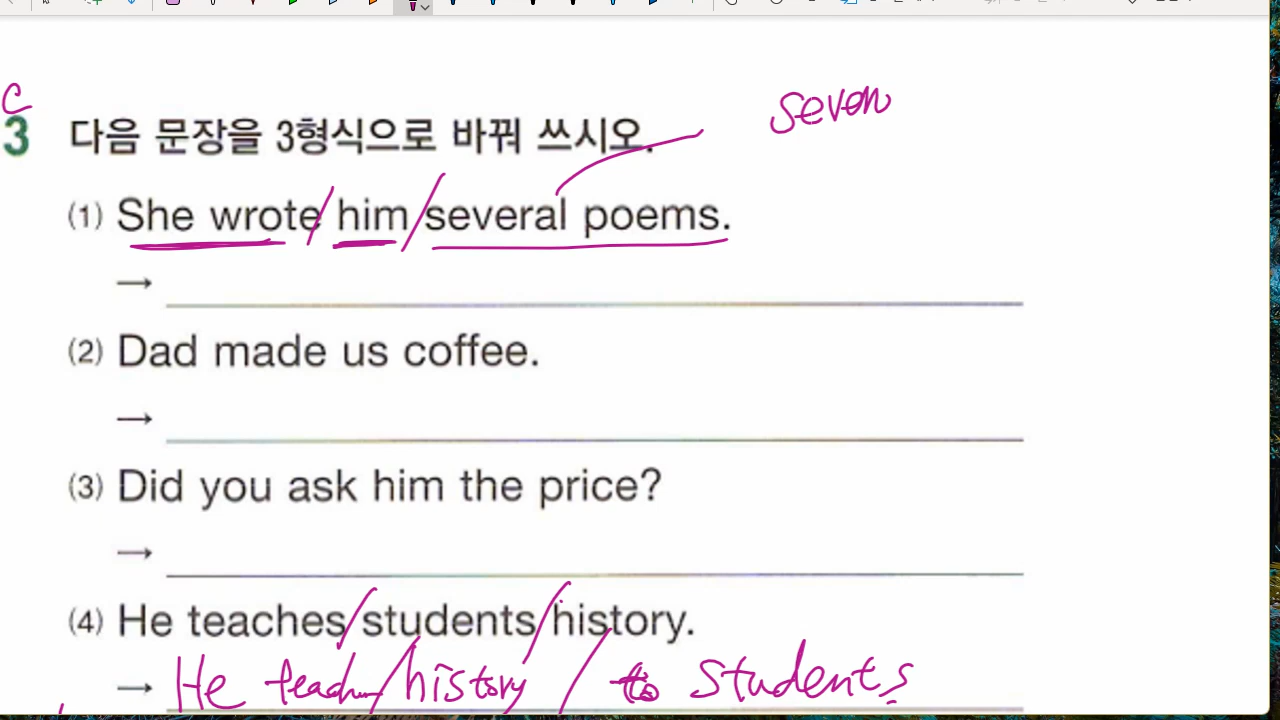 C
seven
3 다음 문장을 3형식으로 바꿔 쓰시오.
(1) She wrote him several poems.
→
(2) Dad made us coffee.
→
(3) Did you ask him the price?
→
(4) He teaches students history.
→ He history to students